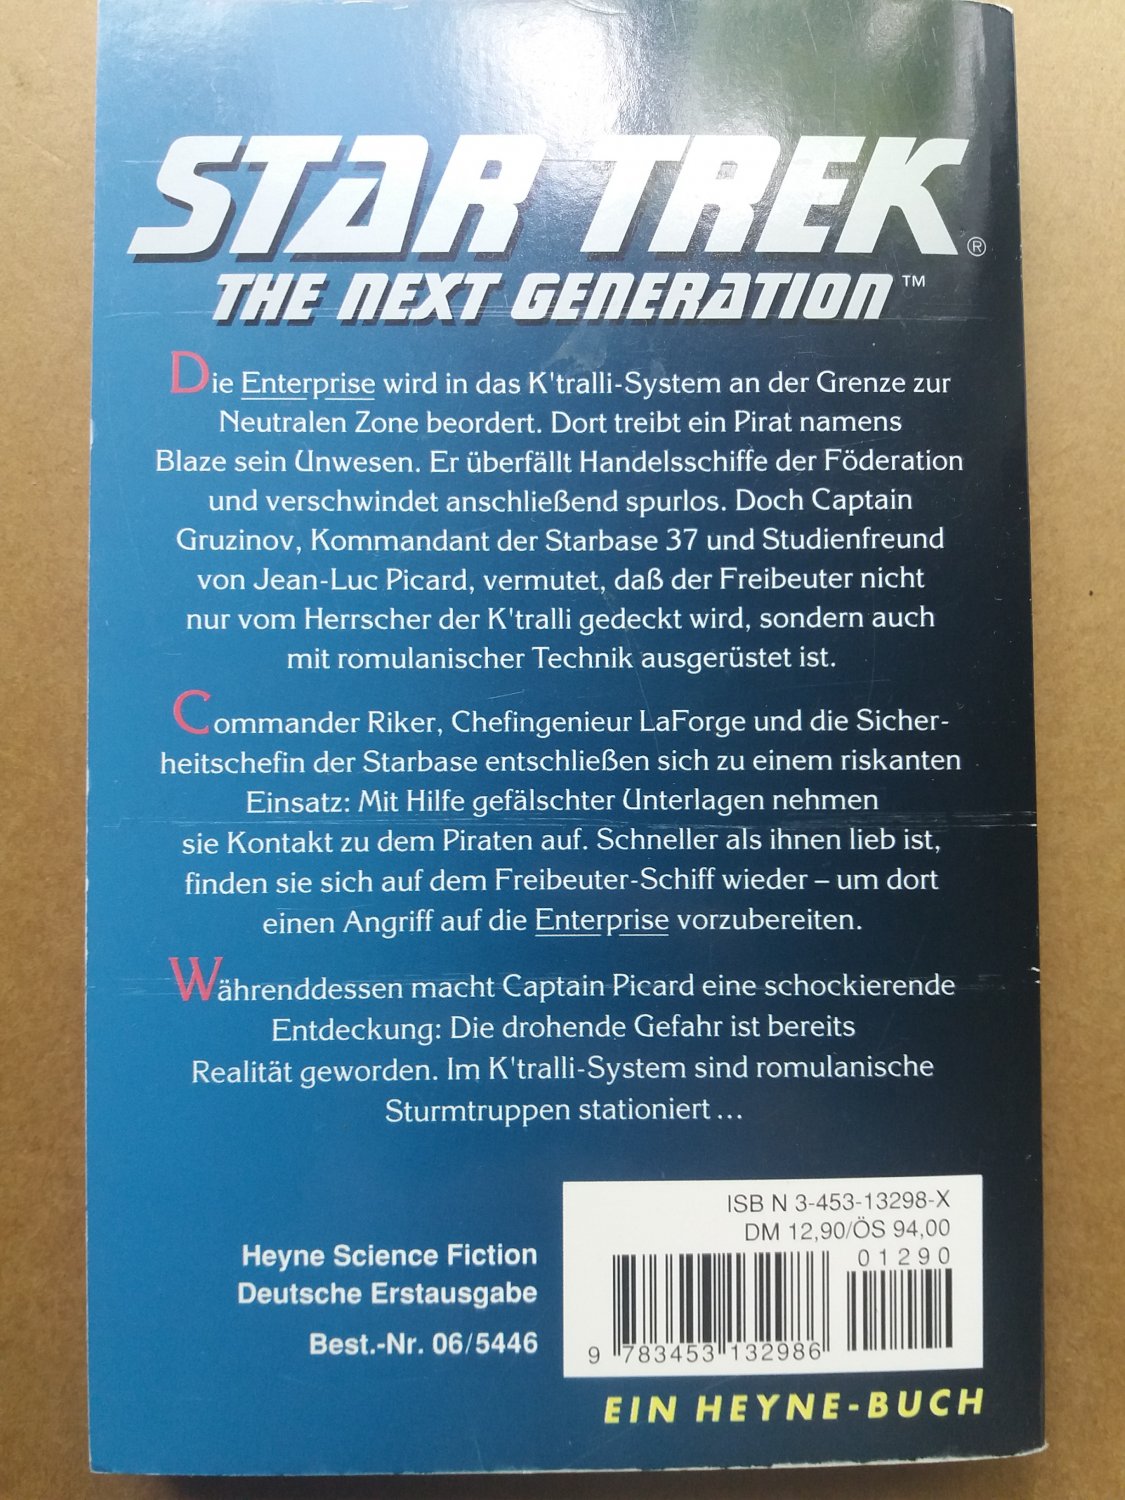 STAR TREK®
THE NEXT GENERATION™
Die Enterprise wird in das K'tralli-System an der Grenze zur
Neutralen Zone beordert. Dort treibt ein Pirat namens
Blaze sein Unwesen. Er überfällt Handelsschiffe der Föderation
und verschwindet anschließend spurlos. Doch Captain
Gruzinov, Kommandant der Starbase 37 und Studienfreund
von Jean-Luc Picard, vermutet, daß der Freibeuter nicht
nur vom Herrscher der K'tralli gedeckt wird, sondern auch
mit romulanischer Technik ausgerüstet ist.
Commander Riker, Chefingenieur LaForge und die Sicher-
heitschefin der Starbase entschließen sich zu einem riskanten
Einsatz: Mit Hilfe gefälschter Unterlagen nehmen
sie Kontakt zu dem Piraten auf. Schneller als ihnen lieb ist,
finden sie sich auf dem Freibeuter-Schiff wieder – um dort
einen Angriff auf die Enterprise vorzubereiten.
Währenddessen macht Captain Picard eine schockierende
Entdeckung: Die drohende Gefahr ist bereits
Realität geworden. Im K'tralli-System sind romulanische
Sturmtruppen stationiert...
Heyne Science Fiction
Deutsche Erstausgabe
Best.-Nr. 06/5446
ISBN 3-453-13298-X
DM 12,90/ÖS 94,00
01290
9 783453 132986
EIN HEYNE-BUCH